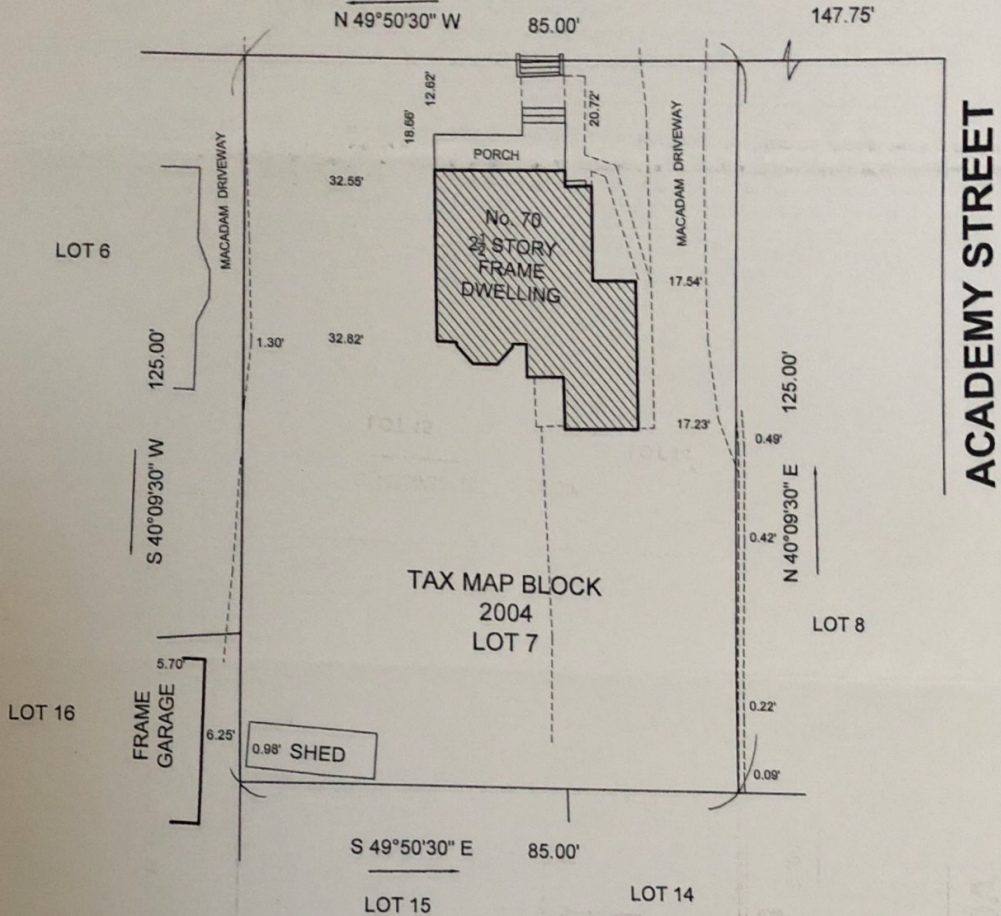 N 49°50'30" W
85.00'
147.75'
12.62'
18.66'
20.72'
PORCH
MACADAM DRIVEWAY
MACADAM DRIVEWAY
32.55'
ACADEMY STREET
LOT 6
No. 70
2½ STORY
FRAME
DWELLING
17.54'
1.30'
32.82'
125.00'
125.00'
17.23'
0.49'
S 40°09'30" W
N 40°09'30" E
0.42'
TAX MAP BLOCK
2004
LOT 7
LOT 8
5.70'
LOT 16
FRAME
GARAGE
6.25'
0.98'
SHED
0.22'
0.09'
S 49°50'30" E
85.00'
LOT 15
LOT 14